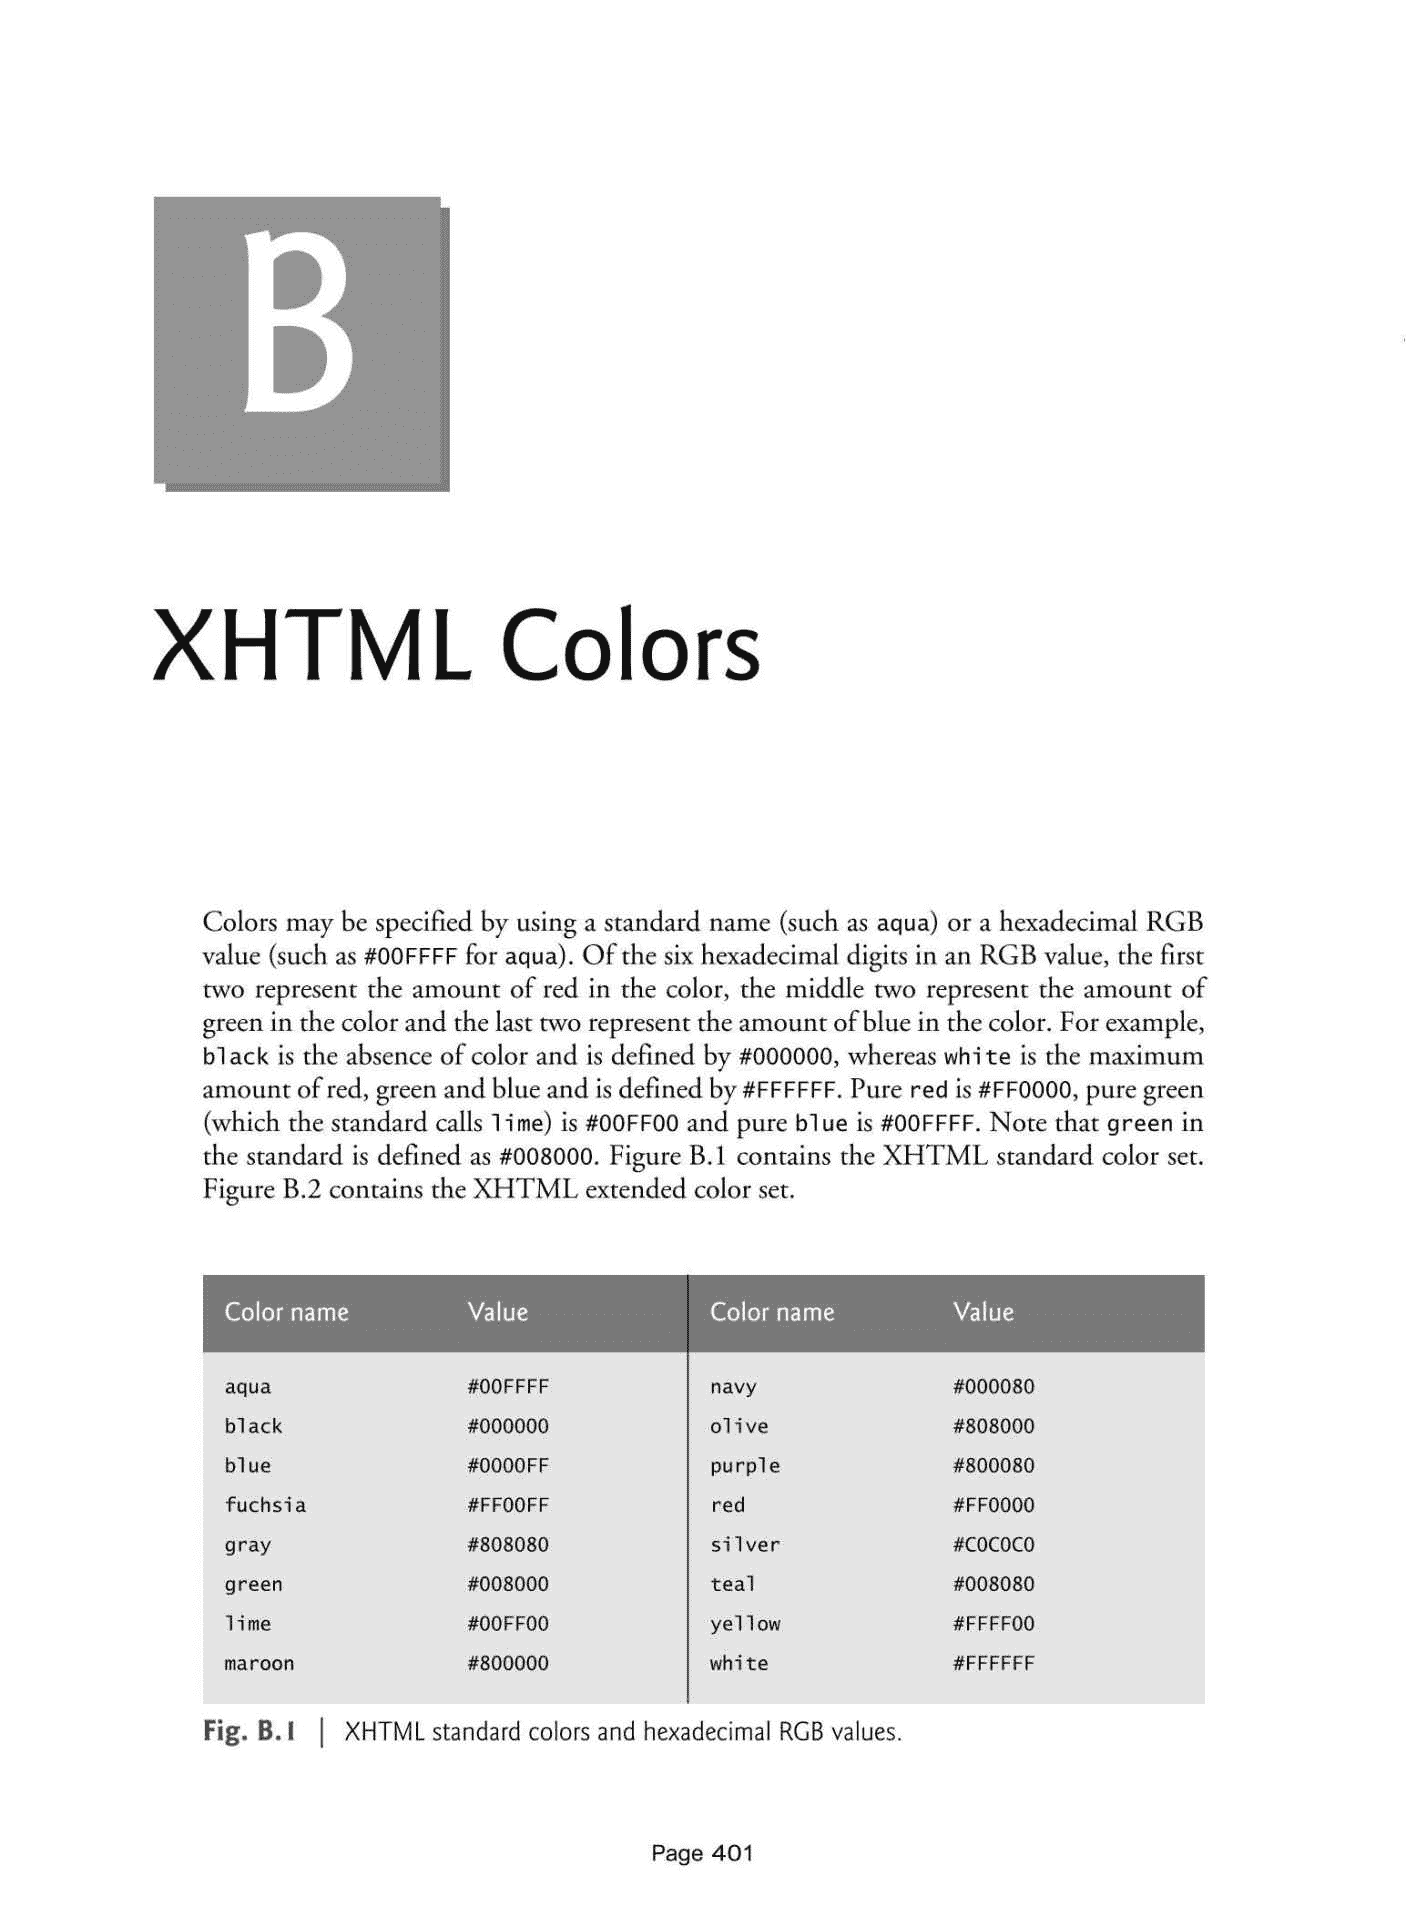 B
XHTML Colors
Colors may be specified by using a standard name (such as aqua) or a hexadecimal RGB
value (such as #00FFFF for aqua). Of the six hexadecimal digits in an RGB value, the first
two represent the amount of red in the color, the middle two represent the amount of
green in the color and the last two represent the amount of blue in the color. For example,
black is the absence of color and is defined by #000000, whereas white is the maximum
amount of red, green and blue and is defined by #FFFFFF. Pure red is #FF0000, pure green
(which the standard calls lime) is #00FF00 and pure blue is #00FFFF. Note that green in
the standard is defined as #008000. Figure B.1 contains the XHTML standard color set.
Figure B.2 contains the XHTML extended color set.
Color name Value Color name Value
aqua #00FFFF navy #000080
black #000000 olive #808000
blue #0000FF purple #800080
fuchsia #FF00FF red #FF0000
gray #808080 silver #C0C0C0
green #008000 teal #008080
lime #00FF00 yellow #FFFF00
maroon #800000 white #FFFFFF
Fig. B.1 | XHTML standard colors and hexadecimal RGB values.
Page 401